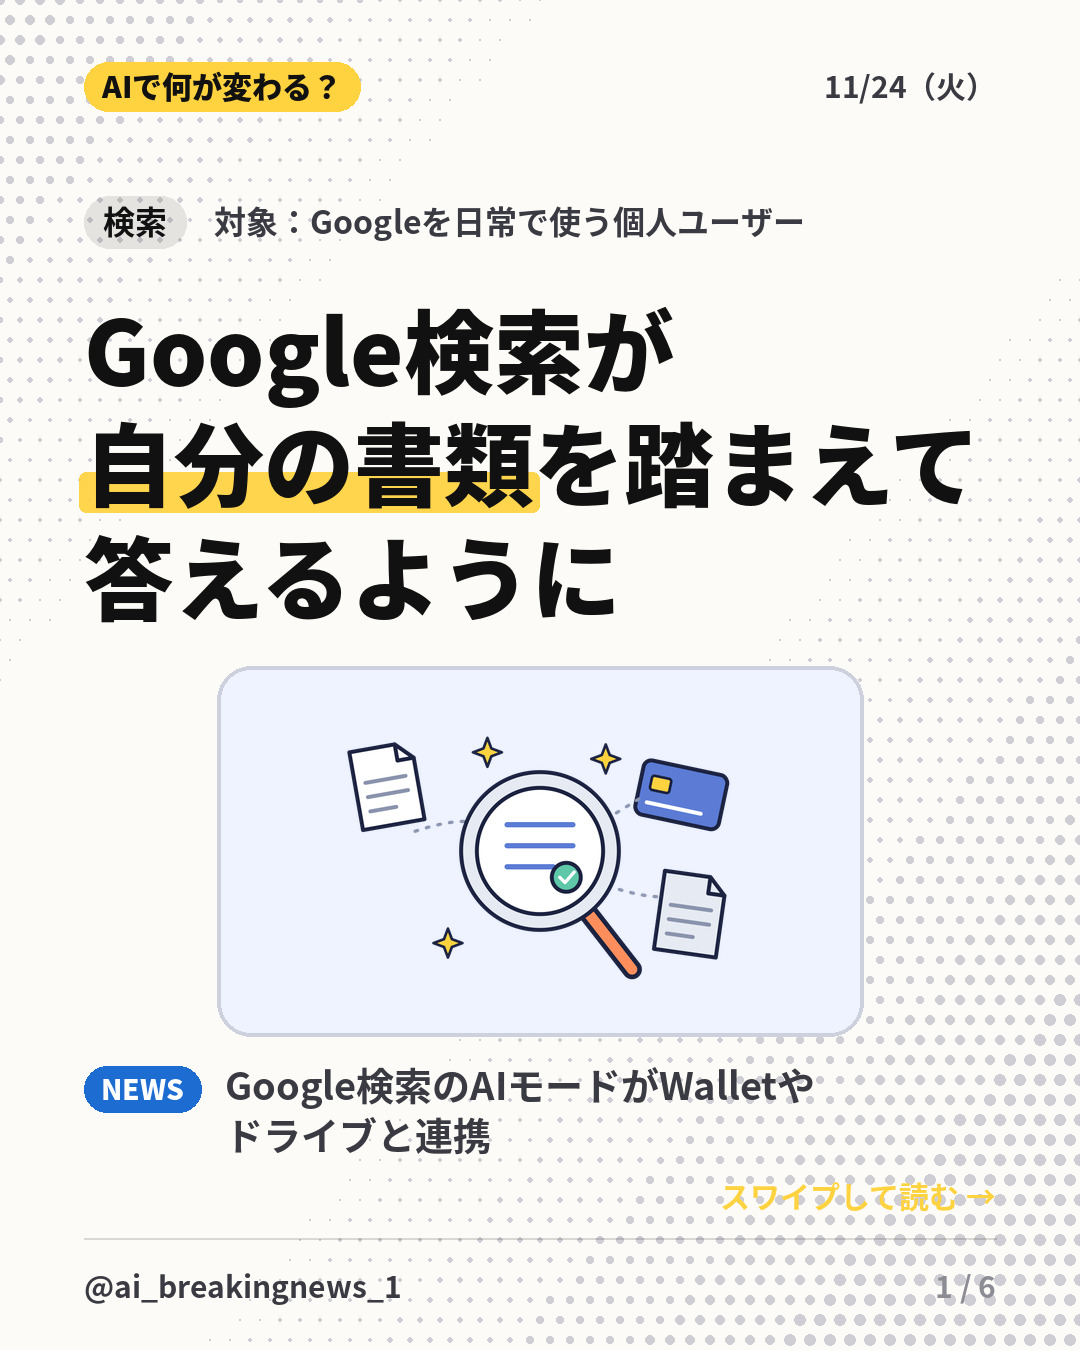 AIで何が変わる？
11/24（火）
検索
対象：Googleを日常で使う個人ユーザー
Google検索が
自分の書類を踏まえて
答えるように
NEWS
Google検索のAIモードがWalletや
ドライブと連携
スワイプして読む →
@ai_breakingnews_1
1 / 6